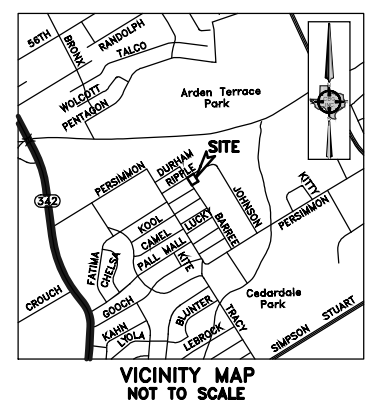 56TH
BRONX
RANDOLPH
TALCO
WOLCOTT
PENTAGON
Arden Terrace
Park
SITE
DURHAM
RIPPLE
PERSIMMON
342
KITTY
JOHNSON
PERSIMMON
KOOL
LUCKY
BARREE
CAMEL
PALL MALL
KITE
FATIMA
CHELSA
CROUCH
GOOCH
BLUNTER
TRACY
Cedardale
Park
KAHN
LYOLA
LEBROCK
SIMPSON STUART
VICINITY MAP
NOT TO SCALE